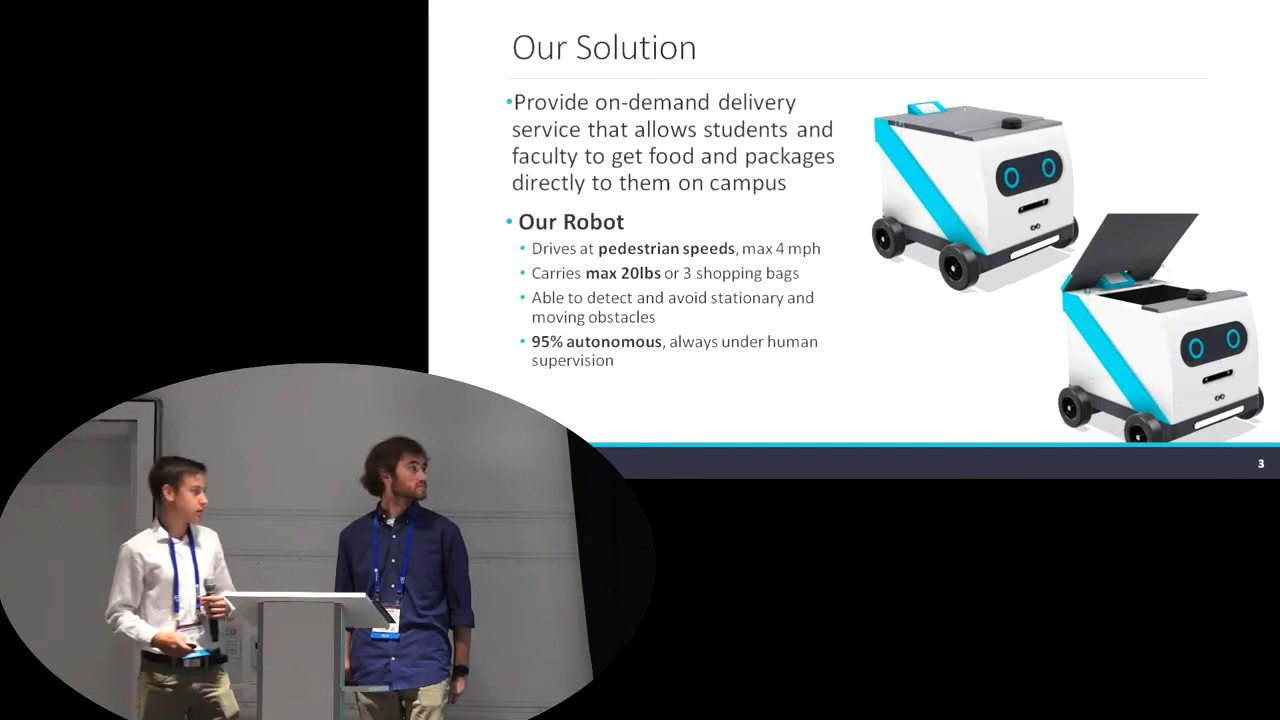 Our Solution
•Provide on-demand delivery
service that allows students and
faculty to get food and packages
directly to them on campus
• Our Robot
• Drives at pedestrian speeds, max 4 mph
• Carries max 20lbs or 3 shopping bags
• Able to detect and avoid stationary and
moving obstacles
• 95% autonomous, always under human
supervision
3